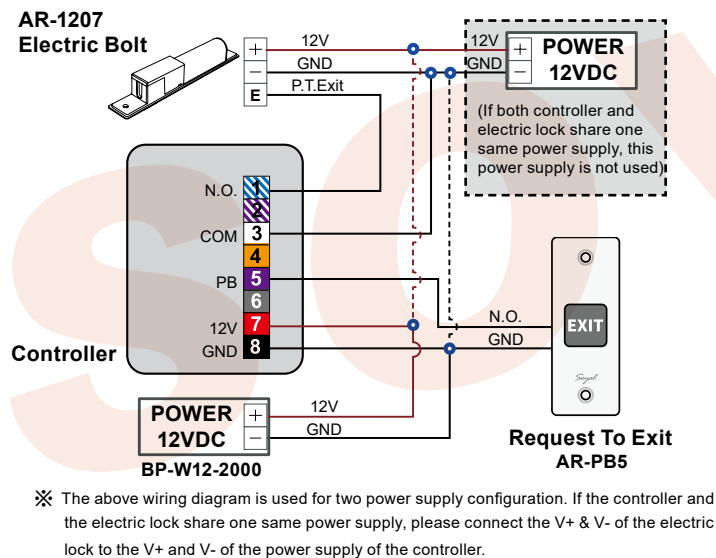 AR-1207
Electric Bolt
+ 12V
− GND
E P.T.Exit
12V + POWER
GND − 12VDC
(If both controller and
electric lock share one
same power supply, this
power supply is not used)
N.O. 1
2
COM 3
4
PB 5
6
12V 7
GND 8
Controller
N.O.
GND
EXIT
Soyal
Request To Exit
AR-PB5
POWER + 12V
12VDC − GND
BP-W12-2000
※ The above wiring diagram is used for two power supply configuration. If the controller and
the electric lock share one same power supply, please connect the V+ & V- of the electric
lock to the V+ and V- of the power supply of the controller.